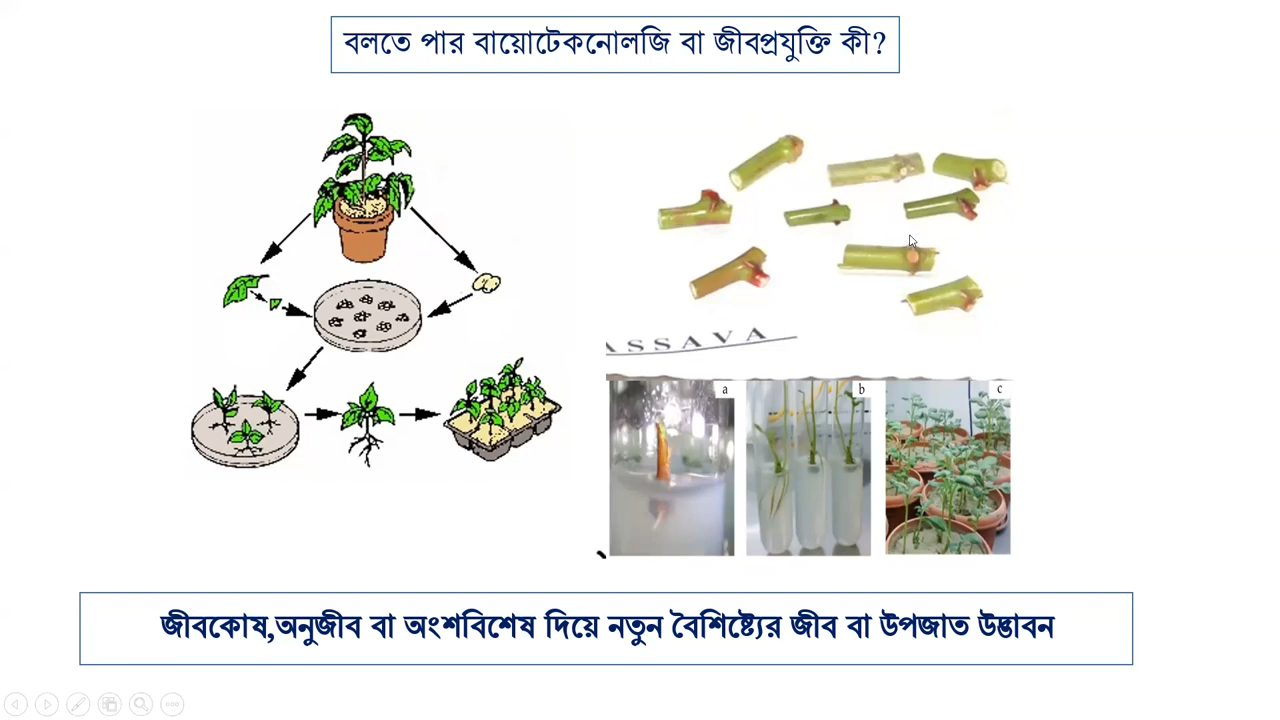 বলতে পার বায়োটেকনোলজি বা জীবপ্রযুক্তি কী?
ASSAVA
a
b
c
জীবকোষ,অনুজীব বা অংশবিশেষ দিয়ে নতুন বৈশিষ্ট্যের জীব বা উপজাত উদ্ভাবন